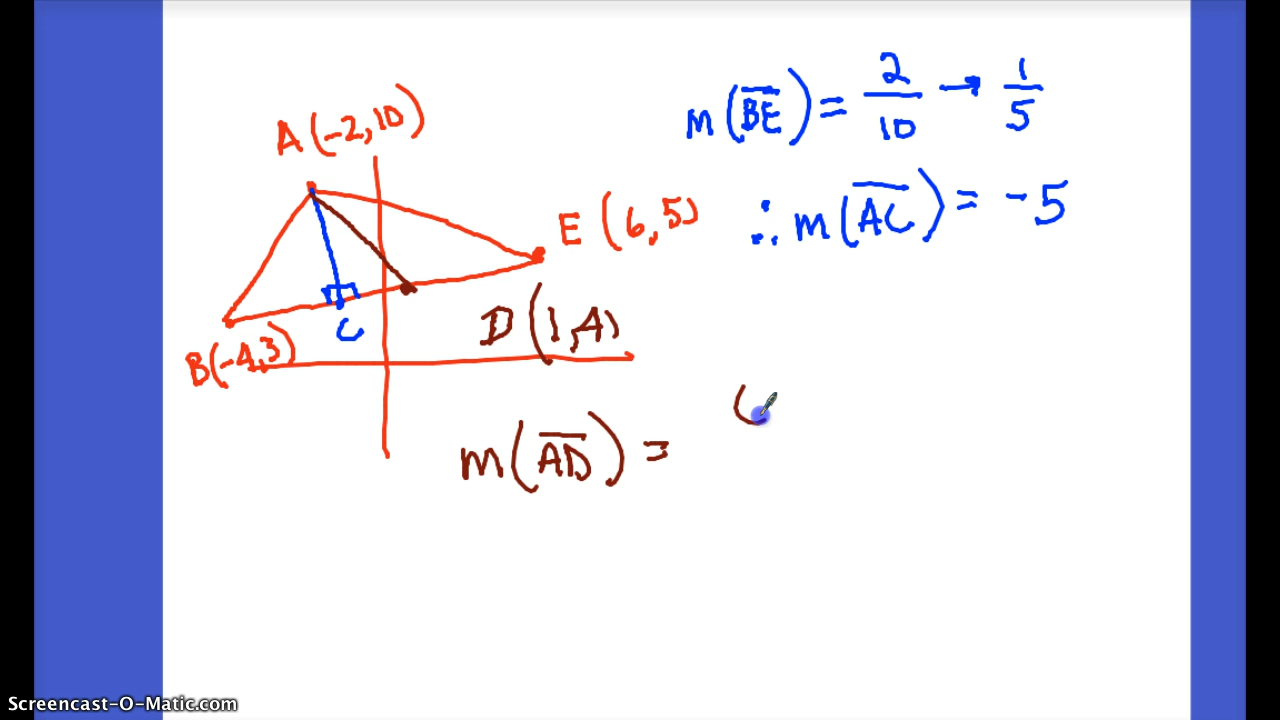 A(-2,10)
E (6,5)
B(-4,3)
C
D(1,4)
m(BE) = 2/10 → 1/5
∴ m(AC) = -5
m(AD) =
Screencast-O-Matic.com